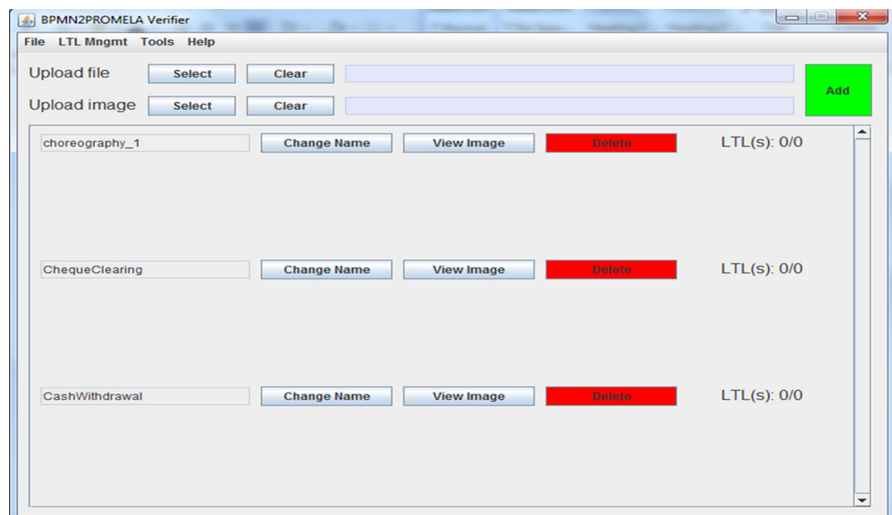 BPMN2PROMELA Verifier
File LTL Mngmt Tools Help
Upload file Select Clear
Add
Upload image Select Clear
choreography_1 Change Name View Image Delete LTL(s): 0/0
ChequeClearing Change Name View Image Delete LTL(s): 0/0
CashWithdrawal Change Name View Image Delete LTL(s): 0/0